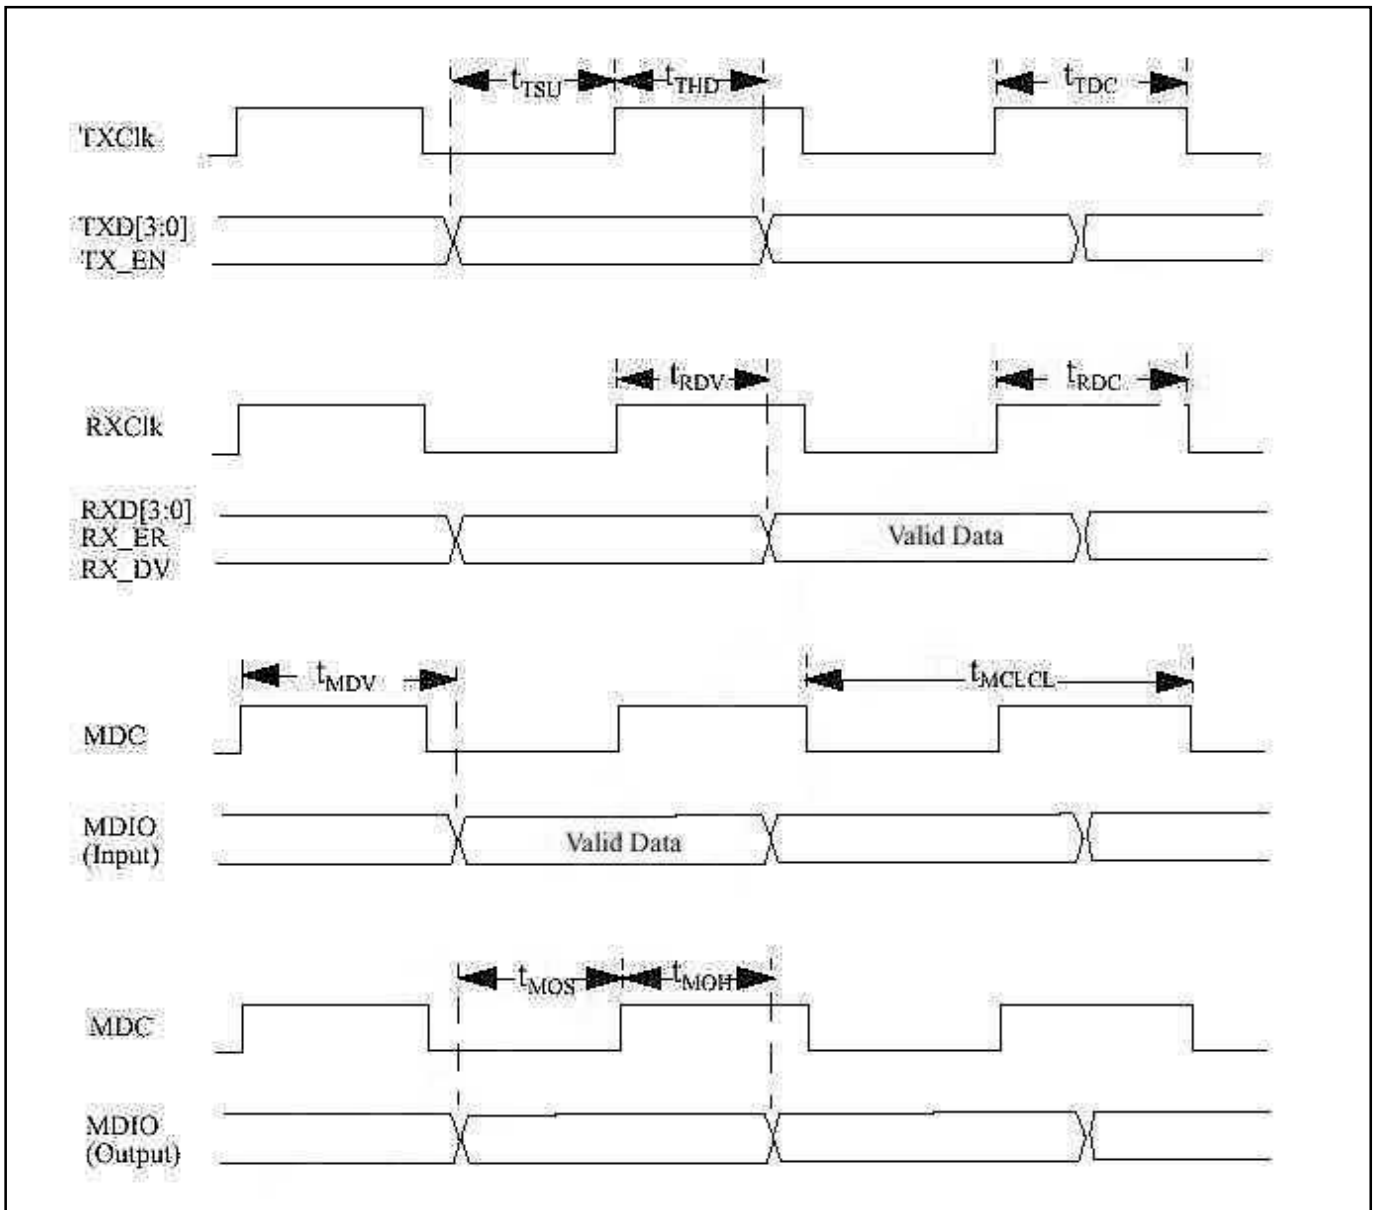 tTSU tTHD tTDC
TXClk
TXD[3:0]
TX_EN
tRDV tRDC
RXClk
RXD[3:0]
RX_ER
RX_DV
Valid Data
tMDV tMCLCL
MDC
MDIO
(Input)
Valid Data
tMOS tMOH
MDC
MDIO
(Output)